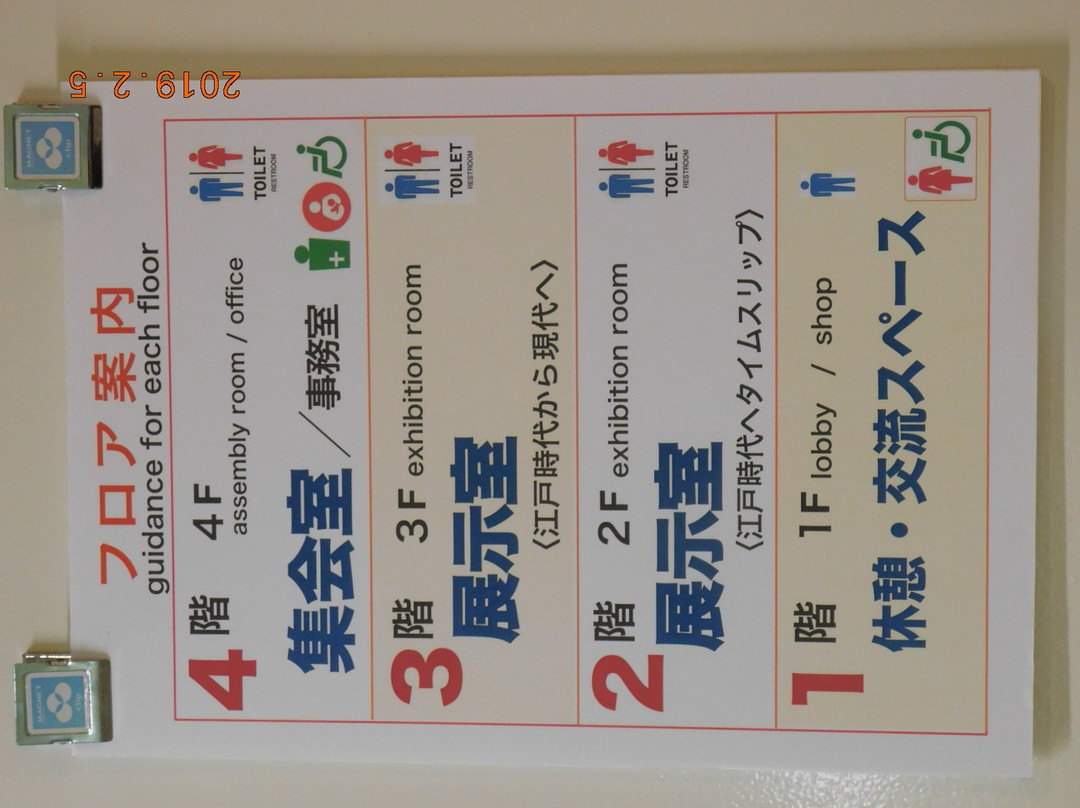 2019. 2. 5
MAGNET
clip
MAGNET
clip
フロア案内
guidance for each floor
4階 4F
assembly room / office
集会室／事務室
TOILET
RESTROOM
3階 3F exhibition room
展示室
〈江戸時代から現代へ〉
TOILET
RESTROOM
2階 2F exhibition room
展示室
〈江戸時代へタイムスリップ〉
TOILET
RESTROOM
1階 1F lobby / shop
休憩・交流スペース